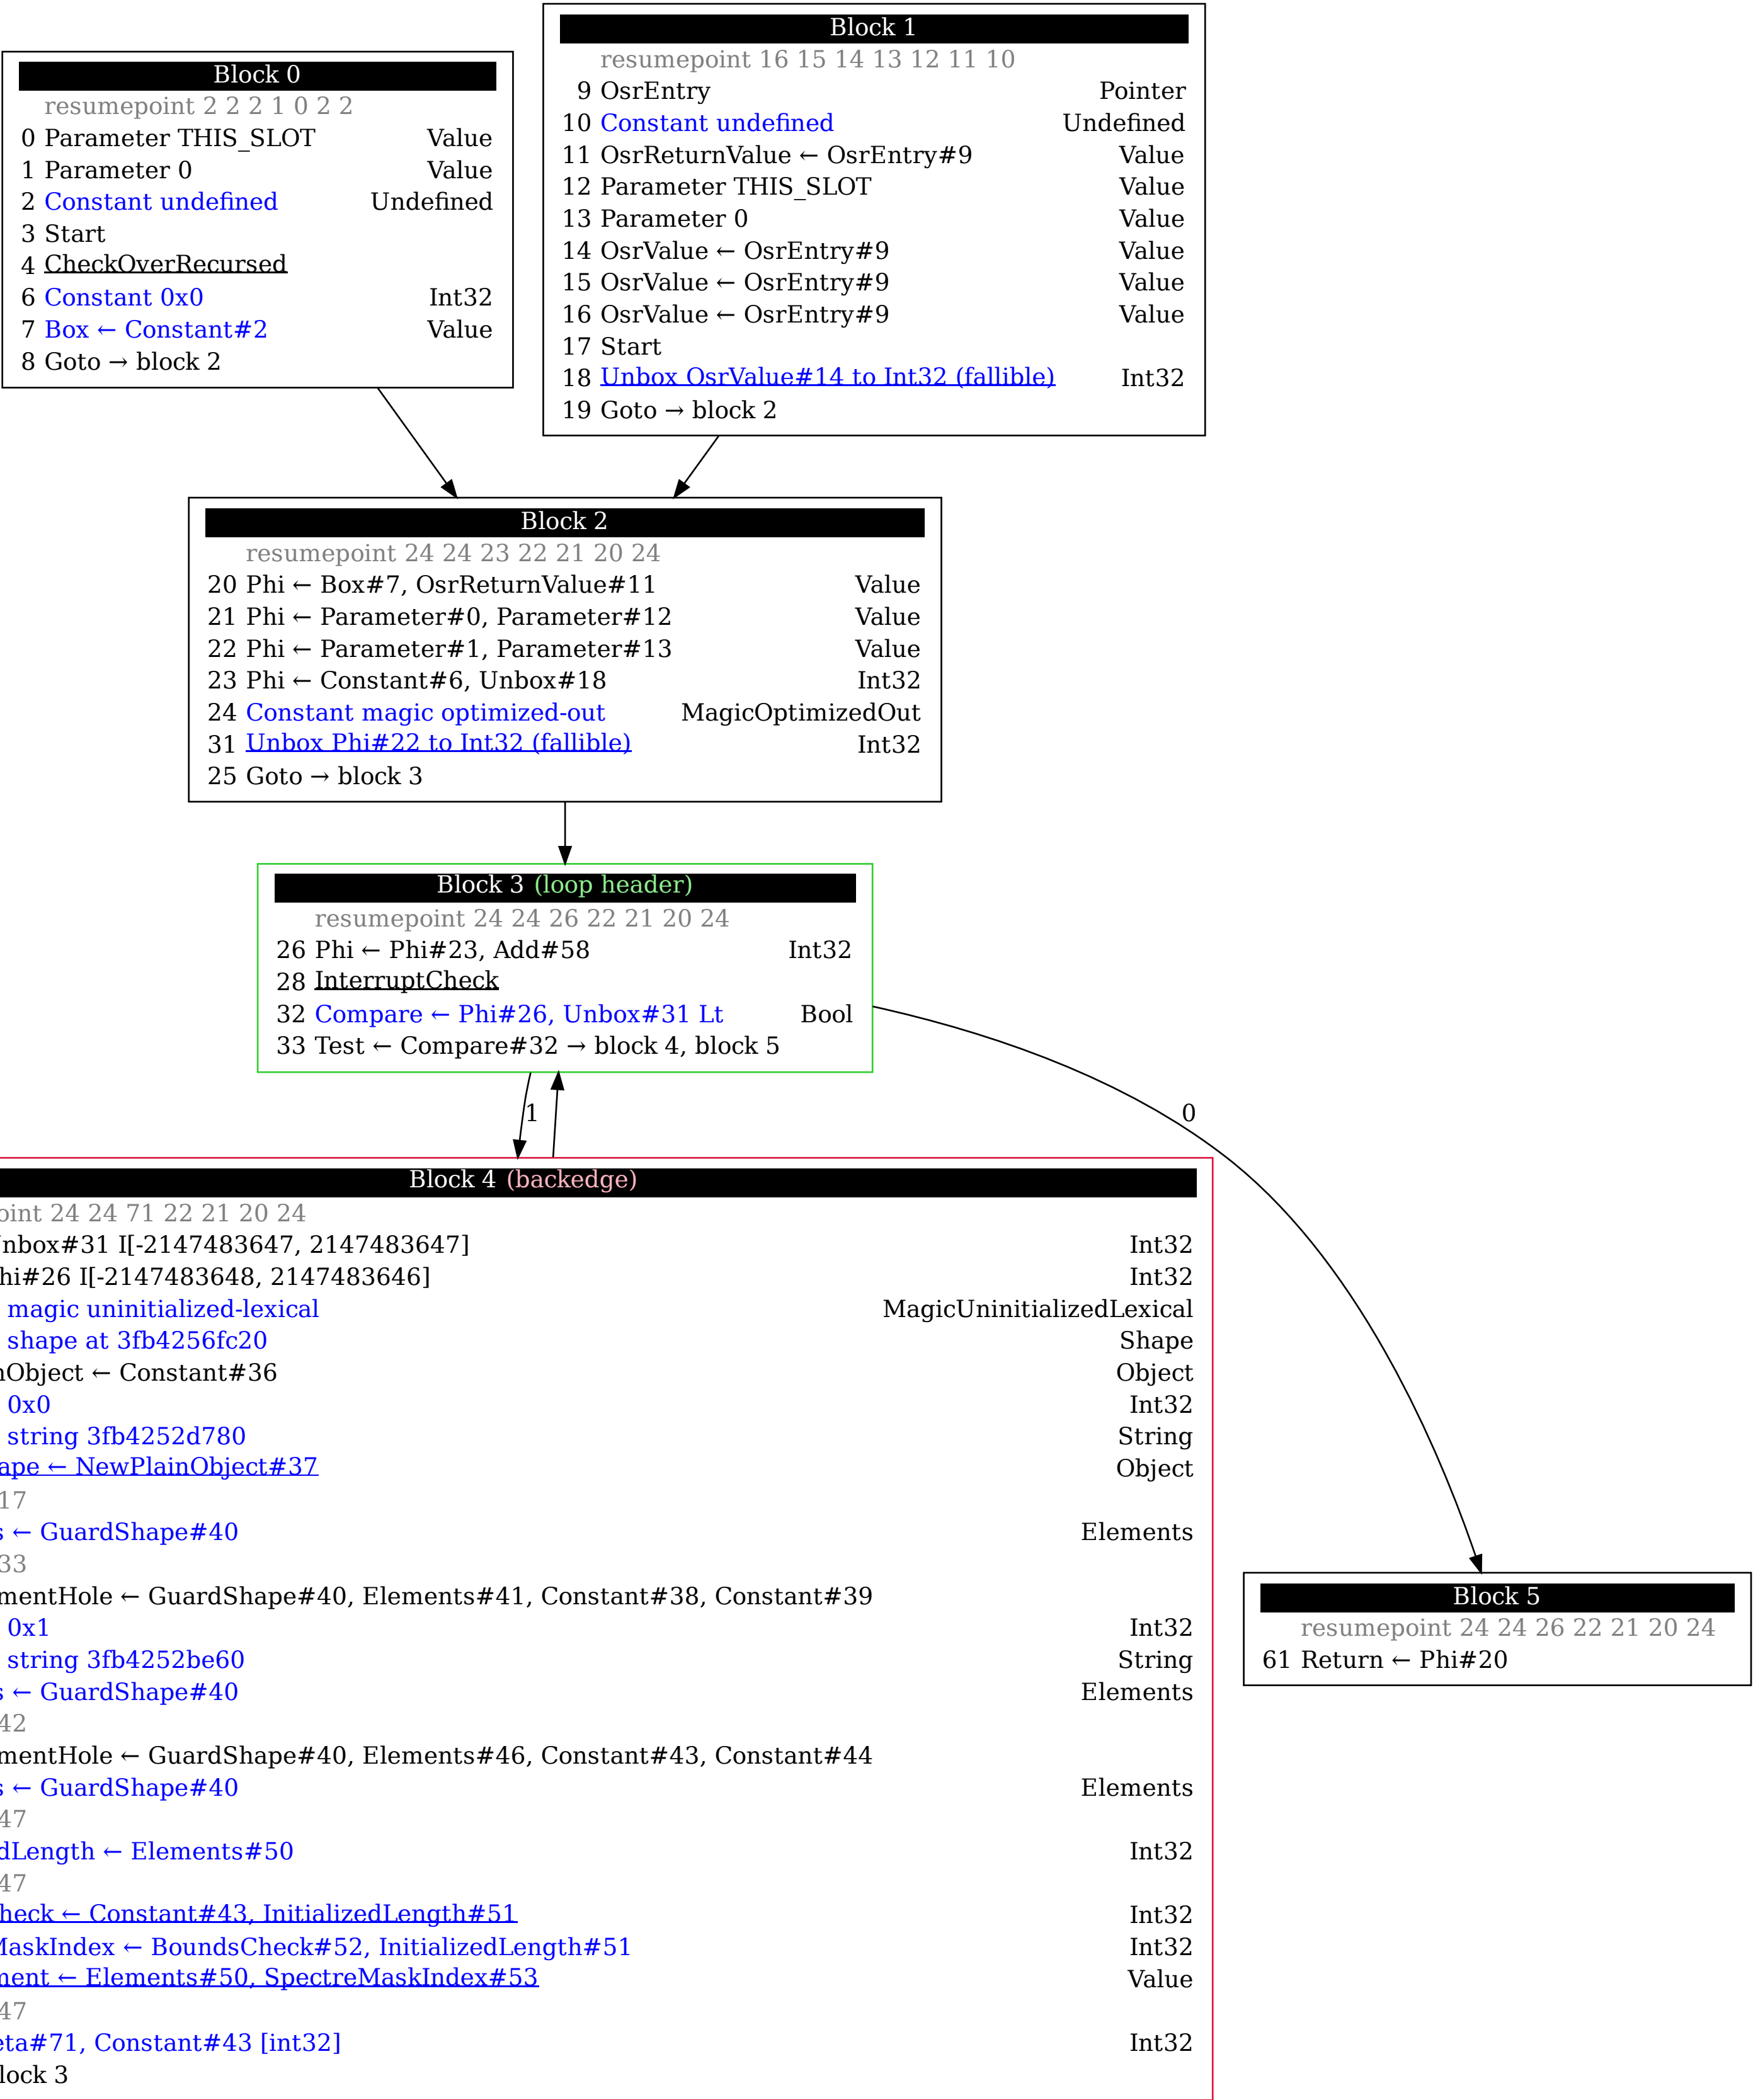 Block 0
resumepoint 2 2 2 1 0 2 2
0 Parameter THIS_SLOT Value
1 Parameter 0 Value
2 Constant undefined Undefined
3 Start
4 CheckOverRecursed
6 Constant 0x0 Int32
7 Box ← Constant#2 Value
8 Goto → block 2
Block 1
resumepoint 16 15 14 13 12 11 10
9 OsrEntry Pointer
10 Constant undefined Undefined
11 OsrReturnValue ← OsrEntry#9 Value
12 Parameter THIS_SLOT Value
13 Parameter 0 Value
14 OsrValue ← OsrEntry#9 Value
15 OsrValue ← OsrEntry#9 Value
16 OsrValue ← OsrEntry#9 Value
17 Start
18 Unbox OsrValue#14 to Int32 (fallible) Int32
19 Goto → block 2
Block 2
resumepoint 24 24 23 22 21 20 24
20 Phi ← Box#7, OsrReturnValue#11 Value
21 Phi ← Parameter#0, Parameter#12 Value
22 Phi ← Parameter#1, Parameter#13 Value
23 Phi ← Constant#6, Unbox#18 Int32
24 Constant magic optimized-out MagicOptimizedOut
31 Unbox Phi#22 to Int32 (fallible) Int32
25 Goto → block 3
Block 3 (loop header)
resumepoint 24 24 26 22 21 20 24
26 Phi ← Phi#23, Add#58 Int32
28 InterruptCheck
32 Compare ← Phi#26, Unbox#31 Lt Bool
33 Test ← Compare#32 → block 4, block 5
1
0
Block 4 (backedge)
oint 24 24 71 22 21 20 24
nbox#31 I[-2147483647, 2147483647] Int32
hi#26 I[-2147483648, 2147483646] Int32
magic uninitialized-lexical MagicUninitializedLexical
shape at 3fb4256fc20 Shape
nObject ← Constant#36 Object
0x0 Int32
string 3fb4252d780 String
ape ← NewPlainObject#37 Object
17
s ← GuardShape#40 Elements
33
mentHole ← GuardShape#40, Elements#41, Constant#38, Constant#39
0x1 Int32
string 3fb4252be60 String
s ← GuardShape#40 Elements
42
mentHole ← GuardShape#40, Elements#46, Constant#43, Constant#44
s ← GuardShape#40 Elements
47
dLength ← Elements#50 Int32
47
heck ← Constant#43, InitializedLength#51 Int32
MaskIndex ← BoundsCheck#52, InitializedLength#51 Int32
ment ← Elements#50, SpectreMaskIndex#53 Value
47
eta#71, Constant#43 [int32] Int32
lock 3
Block 5
resumepoint 24 24 26 22 21 20 24
61 Return ← Phi#20